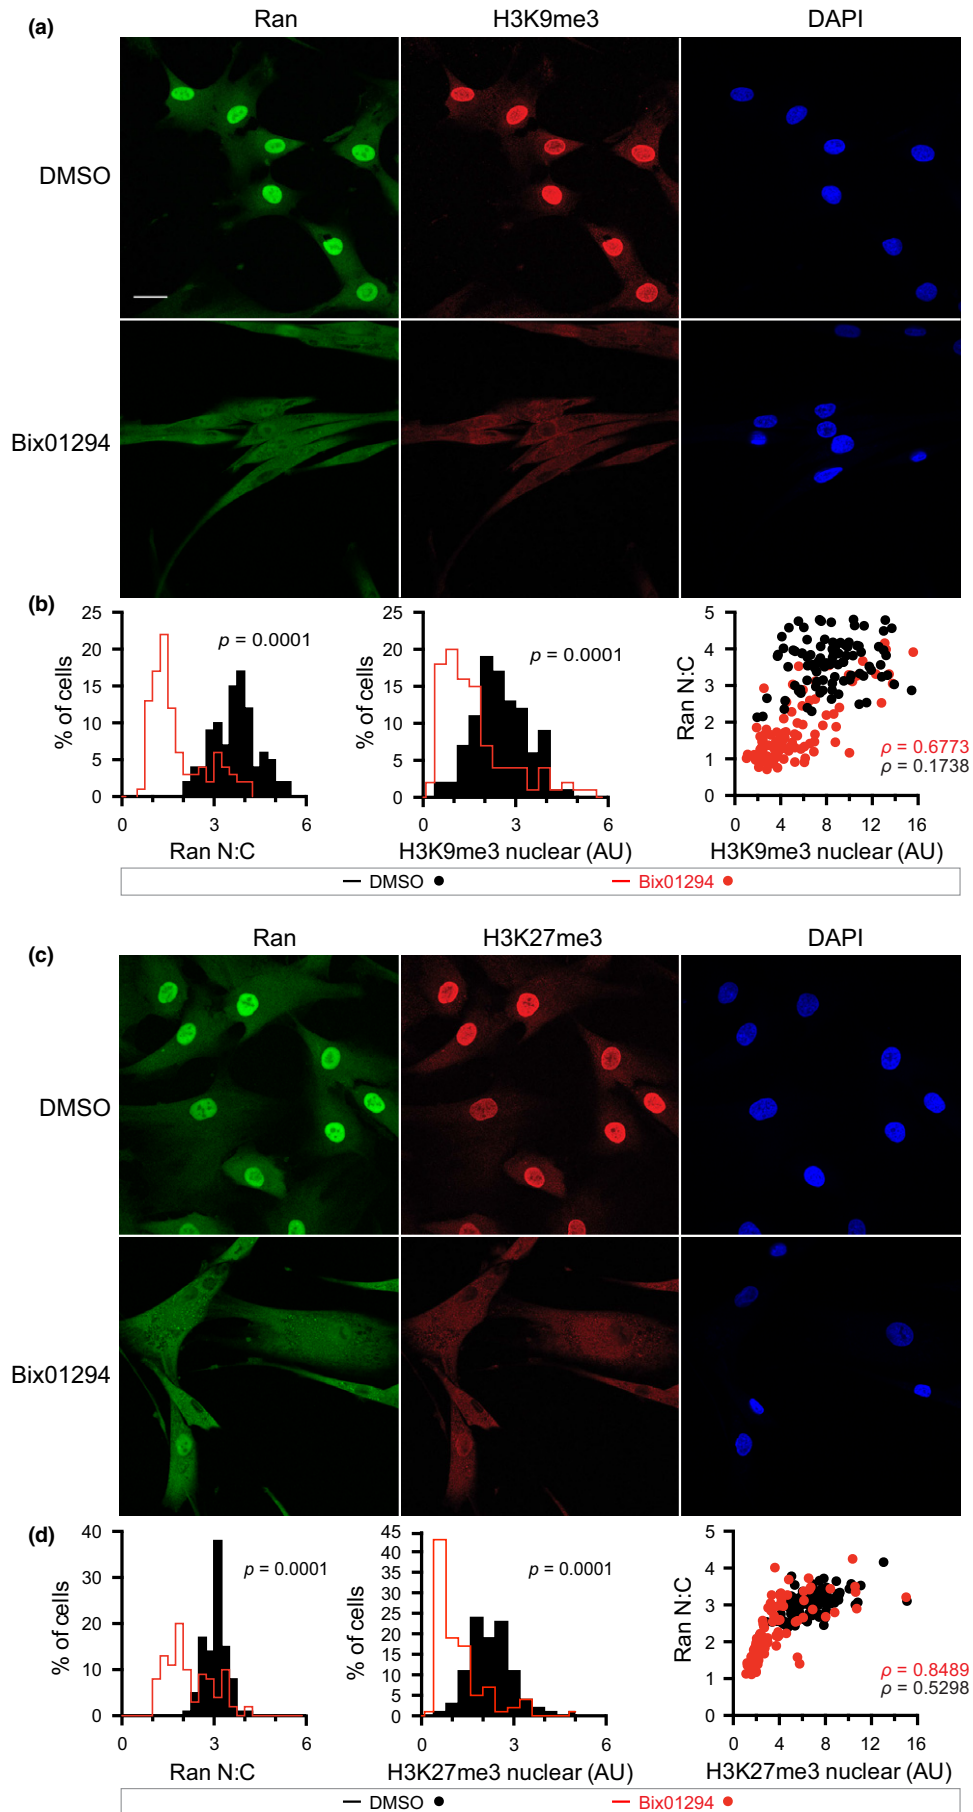 (a)
Ran H3K9me3 DAPI
DMSO
Bix01294
(b)
25
20
15
10
5
0
% of cells
p = 0.0001
0 3 6
Ran N:C
25
20
15
10
5
0
% of cells
p = 0.0001
0 3 6
H3K9me3 nuclear (AU)
5
4
3
2
1
0
Ran N:C
ρ = 0.6773
ρ = 0.1738
0 4 8 12 16
H3K9me3 nuclear (AU)
DMSO Bix01294
(c)
Ran H3K27me3 DAPI
DMSO
Bix01294
(d)
40
30
20
10
0
% of cells
p = 0.0001
0 3 6
Ran N:C
45
40
35
30
25
20
15
10
5
0
% of cells
p = 0.0001
0 3 6
H3K27me3 nuclear (AU)
5
4
3
2
1
0
Ran N:C
ρ = 0.8489
ρ = 0.5298
0 4 8 12 16
H3K27me3 nuclear (AU)
DMSO Bix01294